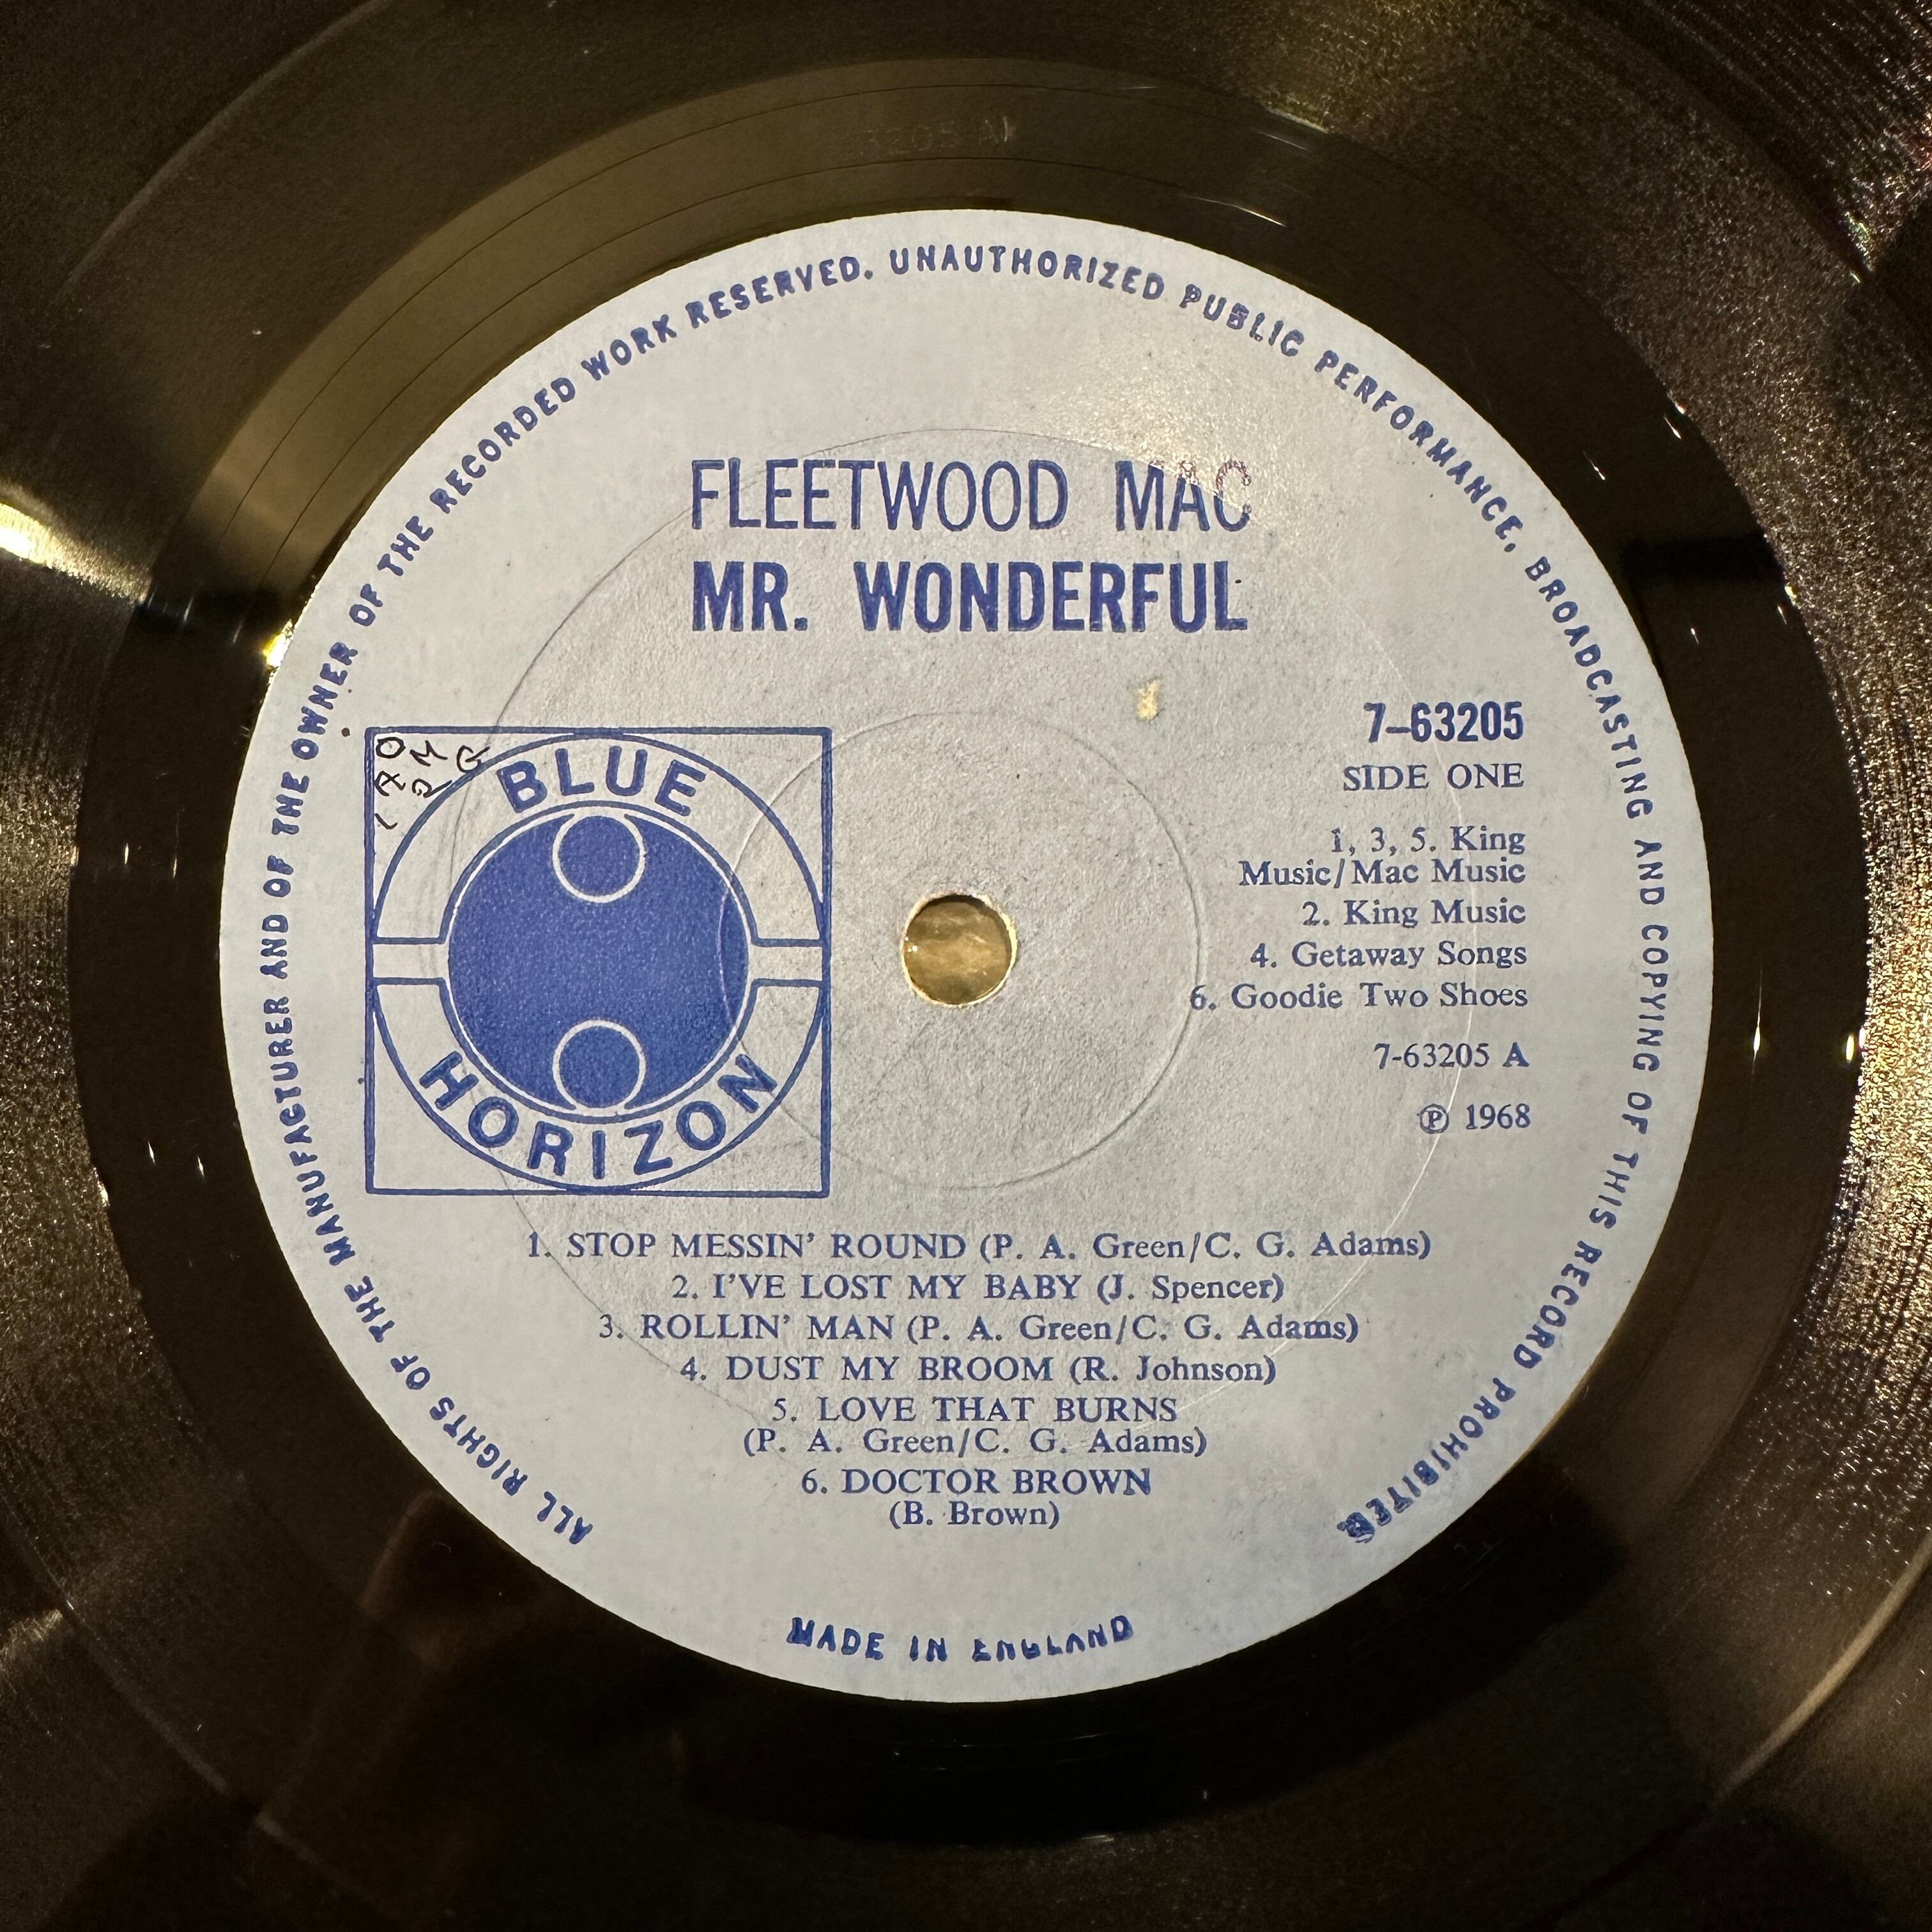 ALL RIGHTS OF THE MANUFACTURER AND OF THE OWNER OF THE RECORDED WORK RESERVED. UNAUTHORIZED PUBLIC PERFORMANCE, BROADCASTING AND COPYING OF THIS RECORD PROHIBITED.
FLEETWOOD MAC
MR. WONDERFUL
BLUE
HORIZON
7-63205
SIDE ONE
1, 3, 5. King
Music/Mac Music
2. King Music
4. Getaway Songs
6. Goodie Two Shoes
7-63205 A
℗ 1968
1. STOP MESSIN' ROUND (P. A. Green/C. G. Adams)
2. I'VE LOST MY BABY (J. Spencer)
3. ROLLIN' MAN (P. A. Green/C. G. Adams)
4. DUST MY BROOM (R. Johnson)
5. LOVE THAT BURNS
(P. A. Green/C. G. Adams)
6. DOCTOR BROWN
(B. Brown)
MADE IN ENGLAND